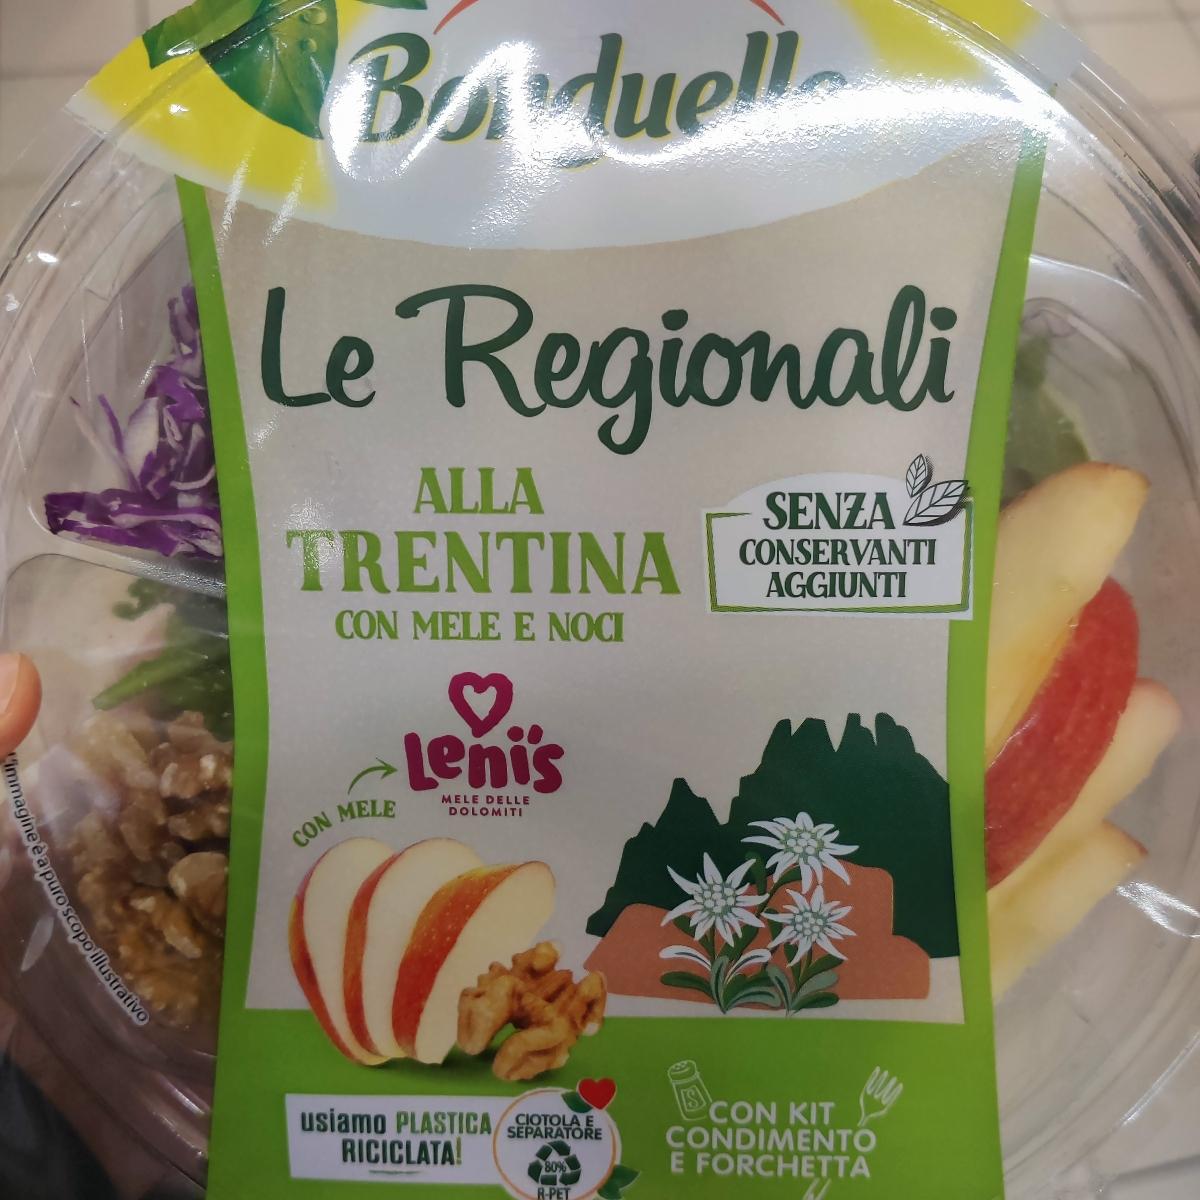 Bonduelle
Le Regionali
ALLA
TRENTINA
CON MELE E NOCI
SENZA
CONSERVANTI
AGGIUNTI
Leni's
MELE DELLE
DOLOMITI
CON MELE
l'immagine è a puro scopo illustrativo
usiamo PLASTICA
RICICLATA!
CIOTOLA E
SEPARATORE
80%
R-PET
S
CON KIT
CONDIMENTO
E FORCHETTA